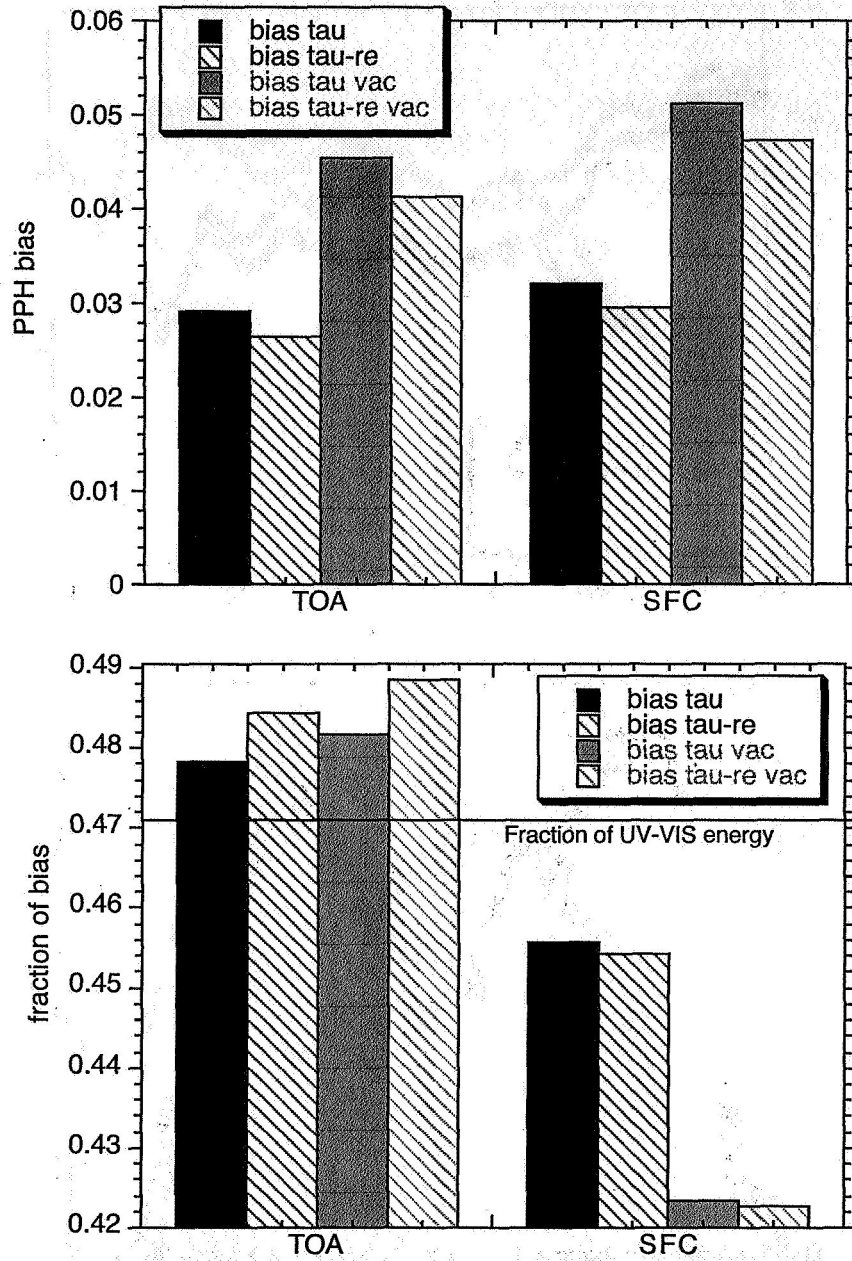 0.06
0.05
0.04
0.03
0.02
0.01
0
PPH bias
bias tau
bias tau-re
bias tau vac
bias tau-re vac
TOA
SFC
0.49
0.48
0.47
0.46
0.45
0.44
0.43
0.42
fraction of bias
bias tau
bias tau-re
bias tau vac
bias tau-re vac
Fraction of UV-VIS energy
TOA
SFC